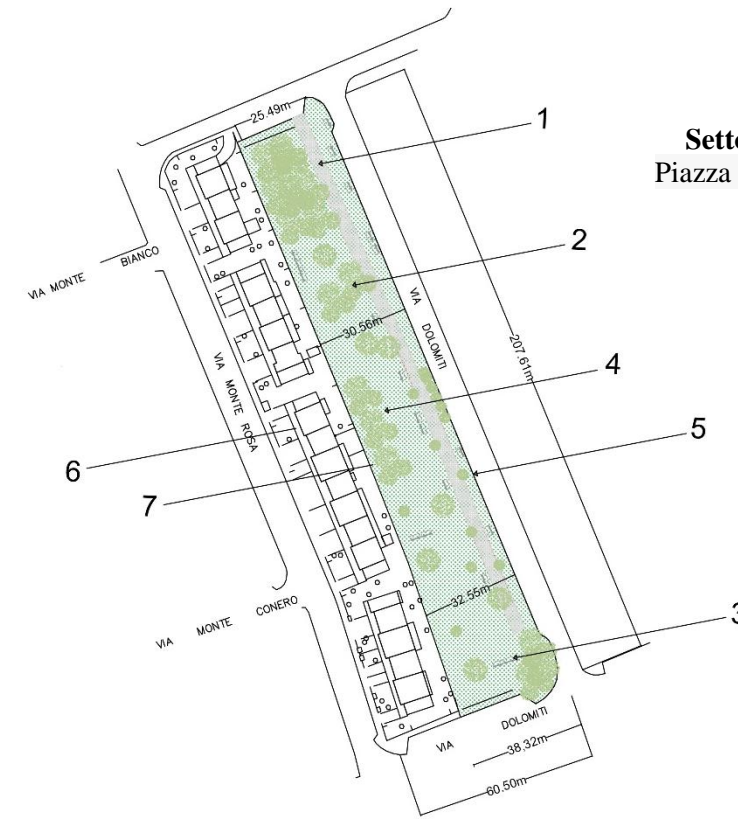 25.49m
1
Sett
Piazza
2
VIA MONTE BIANCO
VIA DOLOMITI
30.56m
207.61m
VIA MONTE ROSA
4
5
6
7
32.55m
VIA MONTE CONERO
3
VIA DOLOMITI
38,32m
60.50m